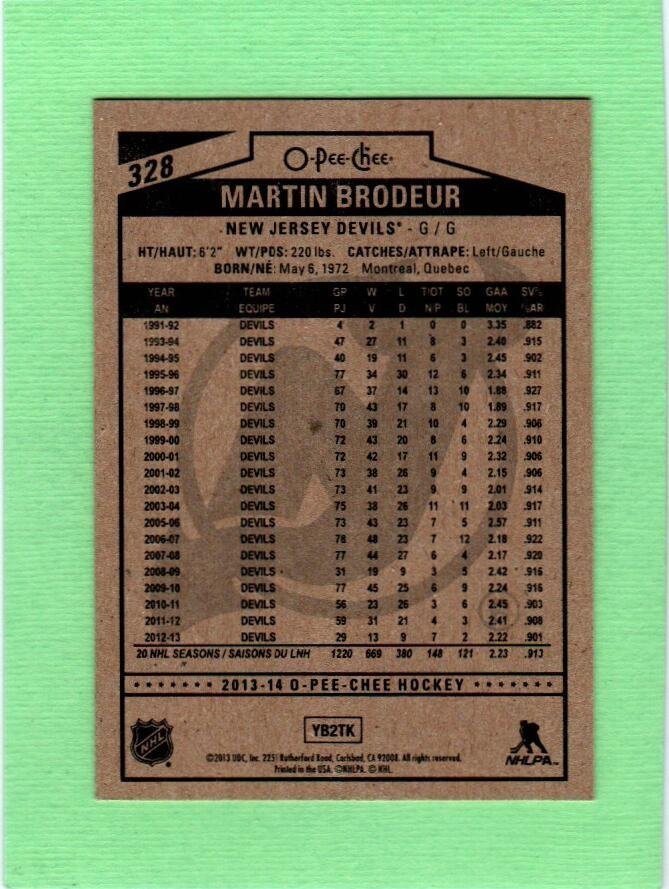 328
O-Pee-Chee
MARTIN BRODEUR
NEW JERSEY DEVILS® - G / G
HT/HAUT: 6'2" WT/PDS: 220 lbs. CATCHES/ATTRAPE: Left/Gauche
BORN/NÉ: May 6, 1972 Montreal, Quebec
YEAR TEAM GP W L T/OT SO GAA SV%
AN EQUIPE PJ V D N/P BL MOY %AR
1991-92 DEVILS 4 2 1 0 0 3.35 .882
1993-94 DEVILS 47 27 11 8 3 2.40 .915
1994-95 DEVILS 40 19 11 6 3 2.45 .902
1995-96 DEVILS 77 34 30 12 6 2.34 .911
1996-97 DEVILS 67 37 14 13 10 1.88 .927
1997-98 DEVILS 70 43 17 8 10 1.89 .917
1998-99 DEVILS 70 39 21 10 4 2.29 .906
1999-00 DEVILS 72 43 20 8 6 2.24 .910
2000-01 DEVILS 72 42 17 11 9 2.32 .906
2001-02 DEVILS 73 38 26 9 4 2.15 .906
2002-03 DEVILS 73 41 23 9 9 2.01 .914
2003-04 DEVILS 75 38 26 11 11 2.03 .917
2005-06 DEVILS 73 43 23 7 5 2.57 .911
2006-07 DEVILS 78 48 23 7 12 2.18 .922
2007-08 DEVILS 77 44 27 6 4 2.17 .920
2008-09 DEVILS 31 19 9 3 5 2.42 .916
2009-10 DEVILS 77 45 25 6 9 2.24 .916
2010-11 DEVILS 56 23 26 3 6 2.45 .903
2011-12 DEVILS 59 31 21 4 3 2.41 .908
2012-13 DEVILS 29 13 9 7 2 2.22 .901
20 NHL SEASONS / SAISONS DU LNH 1220 669 380 148 121 2.23 .913
2013-14 O-PEE-CHEE HOCKEY
YB2TK
NHL
NHLPA™
©2013 UDC, Inc. 2251 Rutherford Road, Carlsbad, CA 92008. All rights reserved.
Printed in the USA. ©NHLPA. © NHL.